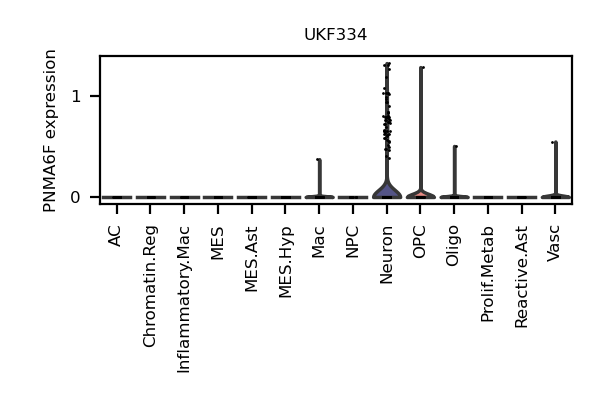 UKF334
PNMA6F expression
1
0
AC
Chromatin.Reg
Inflammatory.Mac
MES
MES.Ast
MES.Hyp
Mac
NPC
Neuron
OPC
Oligo
Prolif.Metab
Reactive.Ast
Vasc